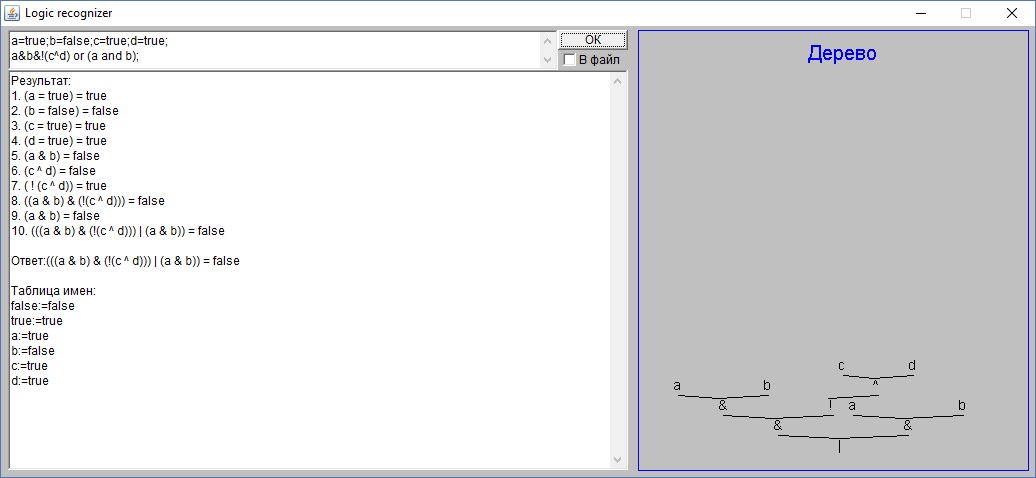 Logic recognizer
a=true;b=false;c=true;d=true;
a&b&!(c^d) or (a and b);
OK
В файл
Результат:
1. (a = true) = true
2. (b = false) = false
3. (c = true) = true
4. (d = true) = true
5. (a & b) = false
6. (c ^ d) = false
7. ( ! (c ^ d)) = true
8. ((a & b) & (!(c ^ d))) = false
9. (a & b) = false
10. (((a & b) & (!(c ^ d))) | (a & b)) = false
Ответ:(((a & b) & (!(c ^ d))) | (a & b)) = false
Таблица имен:
false:=false
true:=true
a:=true
b:=false
c:=true
d:=true
Дерево
c d
a b ^
& ! a b
& &
|